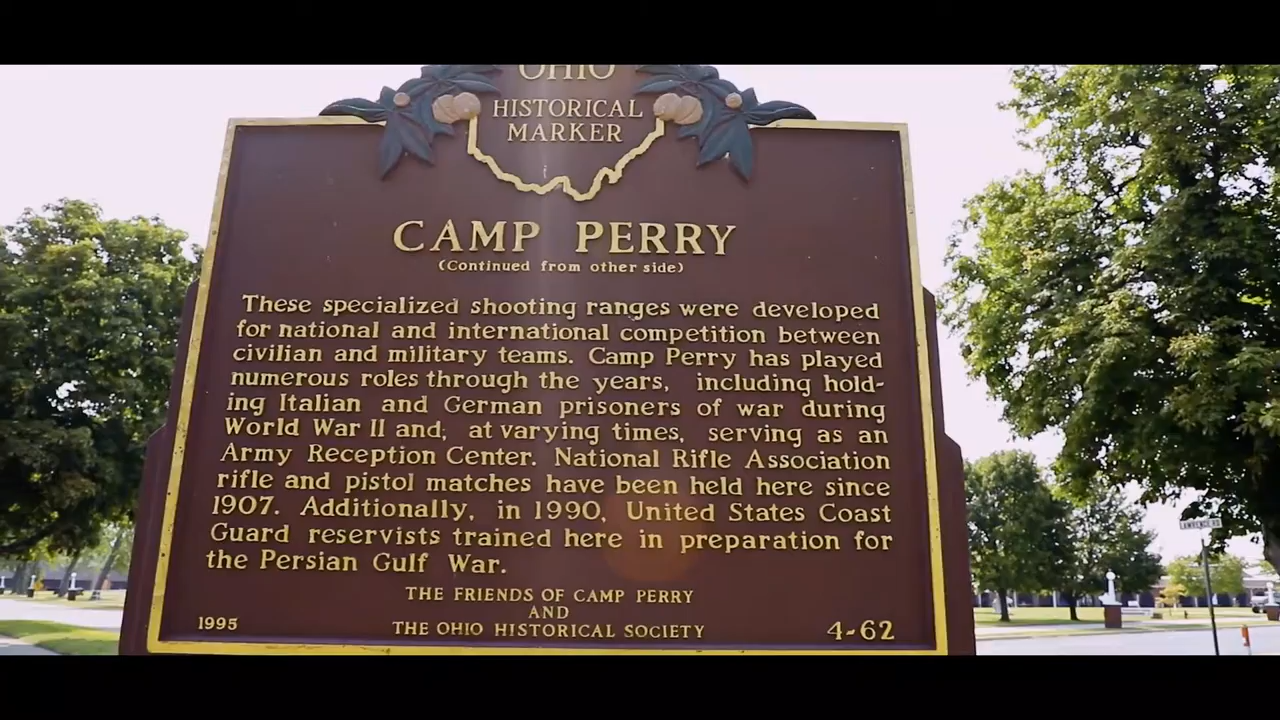 OHIO
HISTORICAL
MARKER
CAMP PERRY
(Continued from other side)
These specialized shooting ranges were developed
for national and international competition between
civilian and military teams. Camp Perry has played
numerous roles through the years, including hold-
ing Italian and German prisoners of war during
World War II and, at varying times, serving as an
Army Reception Center. National Rifle Association
rifle and pistol matches have been held here since
1907. Additionally, in 1990, United States Coast
Guard reservists trained here in preparation for
the Persian Gulf War.
THE FRIENDS OF CAMP PERRY
AND
THE OHIO HISTORICAL SOCIETY
1995
4-62
LAWRENCE RD